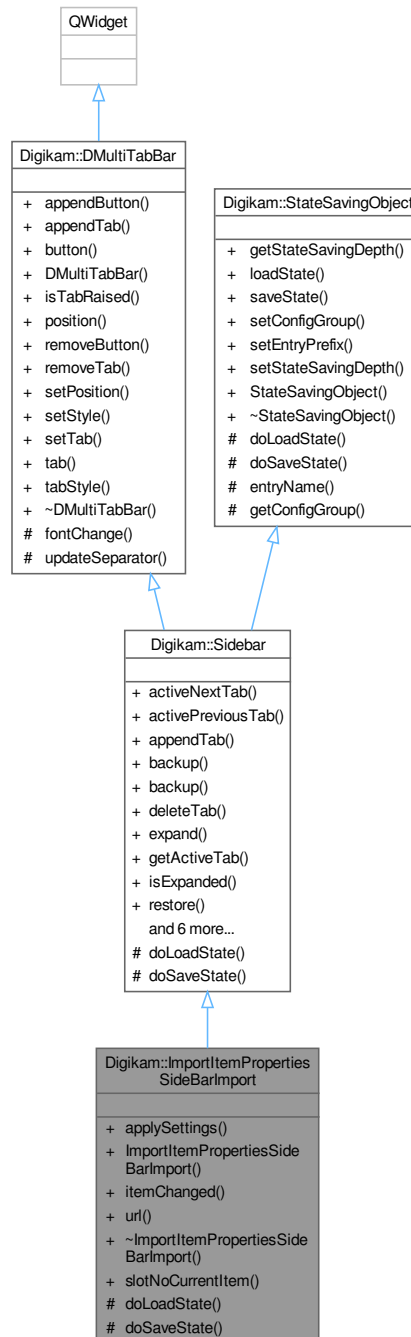 QWidget
Digikam::DMultiTabBar
+ appendButton()
+ appendTab()
+ button()
+ DMultiTabBar()
+ isTabRaised()
+ position()
+ removeButton()
+ removeTab()
+ setPosition()
+ setStyle()
+ setTab()
+ tab()
+ tabStyle()
+ ~DMultiTabBar()
# fontChange()
# updateSeparator()
Digikam::StateSavingObject
+ getStateSavingDepth()
+ loadState()
+ saveState()
+ setConfigGroup()
+ setEntryPrefix()
+ setStateSavingDepth()
+ StateSavingObject()
+ ~StateSavingObject()
# doLoadState()
# doSaveState()
# entryName()
# getConfigGroup()
Digikam::Sidebar
+ activeNextTab()
+ activePreviousTab()
+ appendTab()
+ backup()
+ backup()
+ deleteTab()
+ expand()
+ getActiveTab()
+ isExpanded()
+ restore()
and 6 more...
# doLoadState()
# doSaveState()
Digikam::ImportItemProperties
SideBarImport
+ applySettings()
+ ImportItemPropertiesSide
BarImport()
+ itemChanged()
+ url()
+ ~ImportItemPropertiesSide
BarImport()
+ slotNoCurrentItem()
# doLoadState()
# doSaveState()